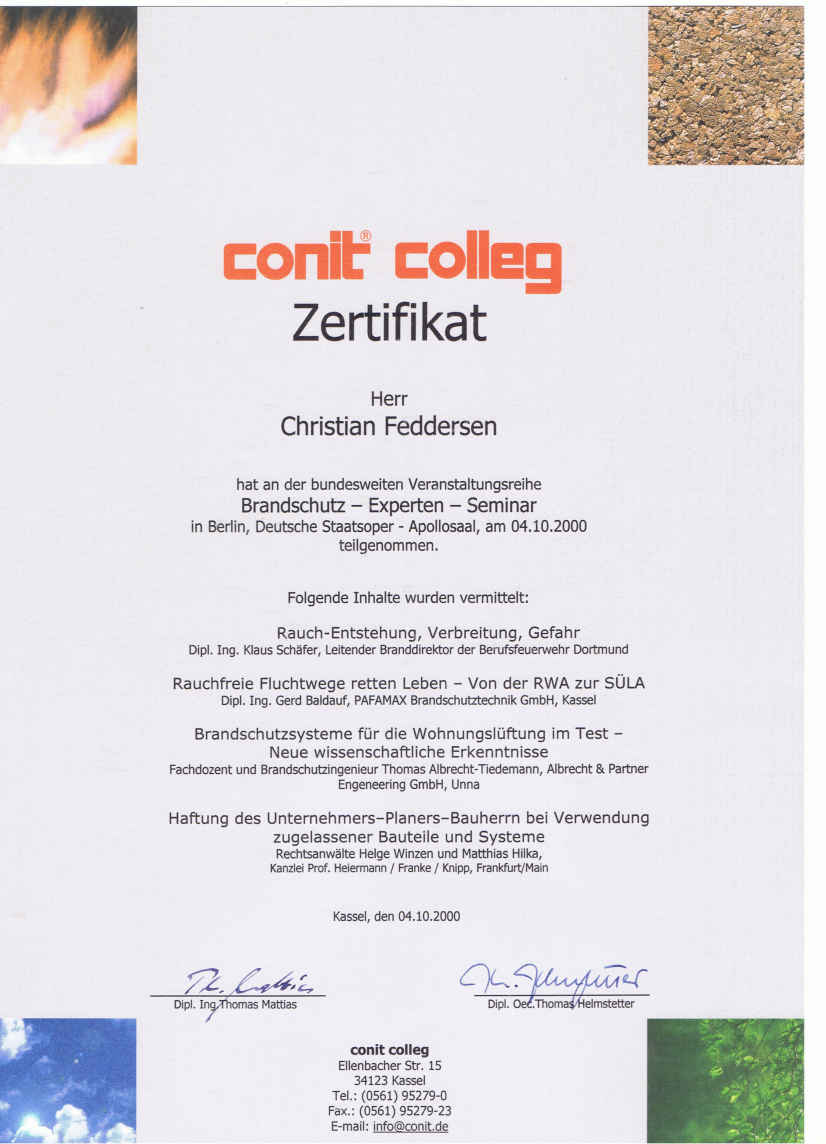 conit® colleg
Zertifikat
Herr
Christian Feddersen
hat an der bundesweiten Veranstaltungsreihe
Brandschutz – Experten – Seminar
in Berlin, Deutsche Staatsoper - Apollosaal, am 04.10.2000
teilgenommen.
Folgende Inhalte wurden vermittelt:
Rauch-Entstehung, Verbreitung, Gefahr
Dipl. Ing. Klaus Schäfer, Leitender Branddirektor der Berufsfeuerwehr Dortmund
Rauchfreie Fluchtwege retten Leben – Von der RWA zur SÜLA
Dipl. Ing. Gerd Baldauf, PAFAMAX Brandschutztechnik GmbH, Kassel
Brandschutzsysteme für die Wohnungslüftung im Test –
Neue wissenschaftliche Erkenntnisse
Fachdozent und Brandschutzingenieur Thomas Albrecht-Tiedemann, Albrecht & Partner
Engeneering GmbH, Unna
Haftung des Unternehmers–Planers–Bauherrn bei Verwendung
zugelassener Bauteile und Systeme
Rechtsanwälte Helge Winzen und Matthias Hilka,
Kanzlei Prof. Heiermann / Franke / Knipp, Frankfurt/Main
Kassel, den 04.10.2000
Dipl. Ing.Thomas Mattias
Dipl. Oec.Thomas Helmstetter
conit colleg
Ellenbacher Str. 15
34123 Kassel
Tel.: (0561) 95279-0
Fax.: (0561) 95279-23
E-mail: info@conit.de